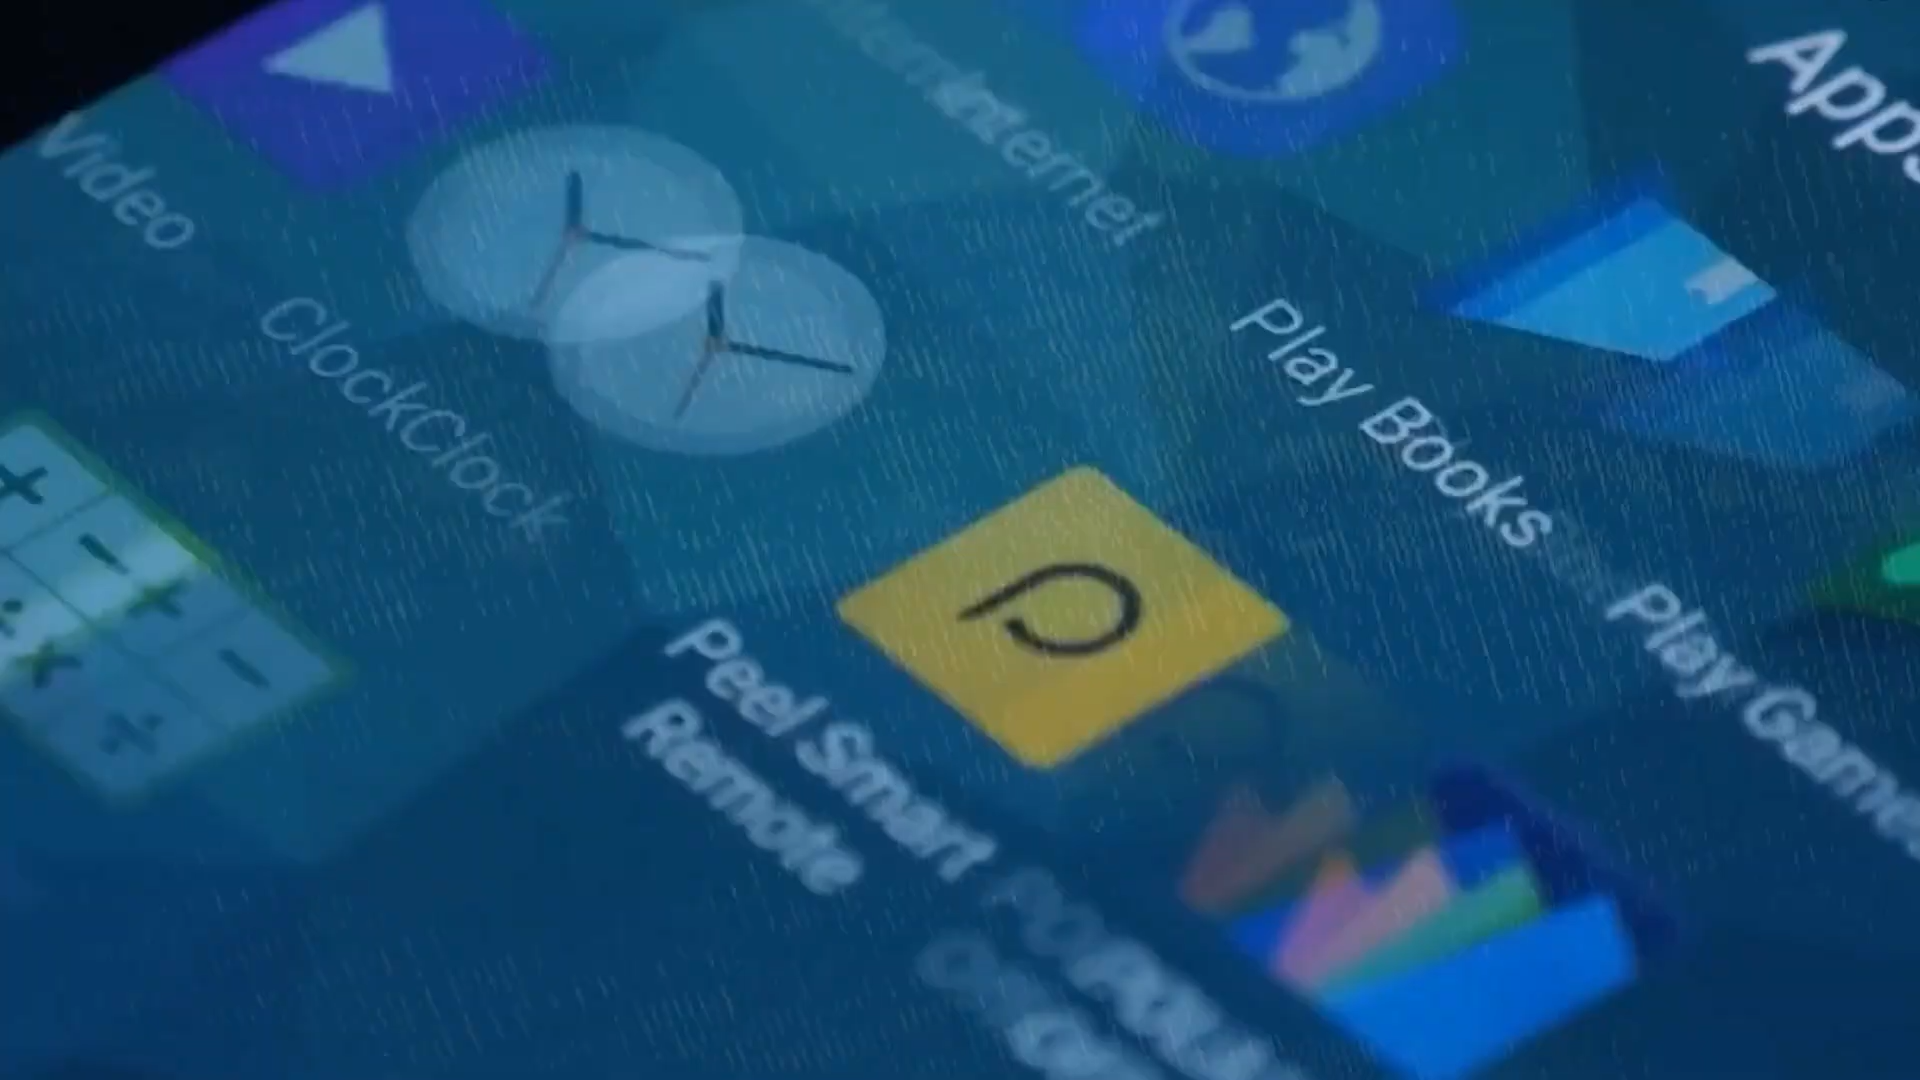 Apps
Internet
Video
ClockClock
Play Books
Play Games
Peel Smart
Remote